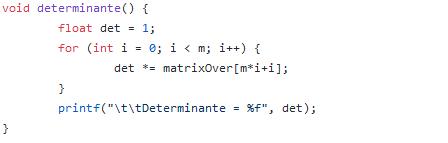 void determinante() {
        float det = 1;
        for (int i = 0; i < m; i++) {
                det *= matrixOver[m*i+i];
        }
        printf("\t\tDeterminante = %f", det);
}